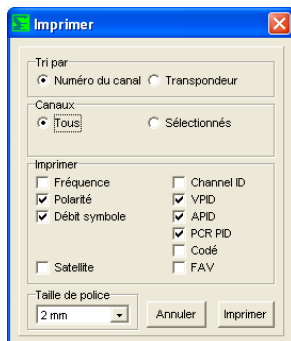 Imprimer
Tri par
Numéro du canal Transpondeur
Canaux
Tous Sélectionnés
Imprimer
Fréquence Channel ID
Polarité VPID
Débit symbole APID
PCR PID
Codé
Satellite FAV
Taille de police
2 mm Annuler Imprimer